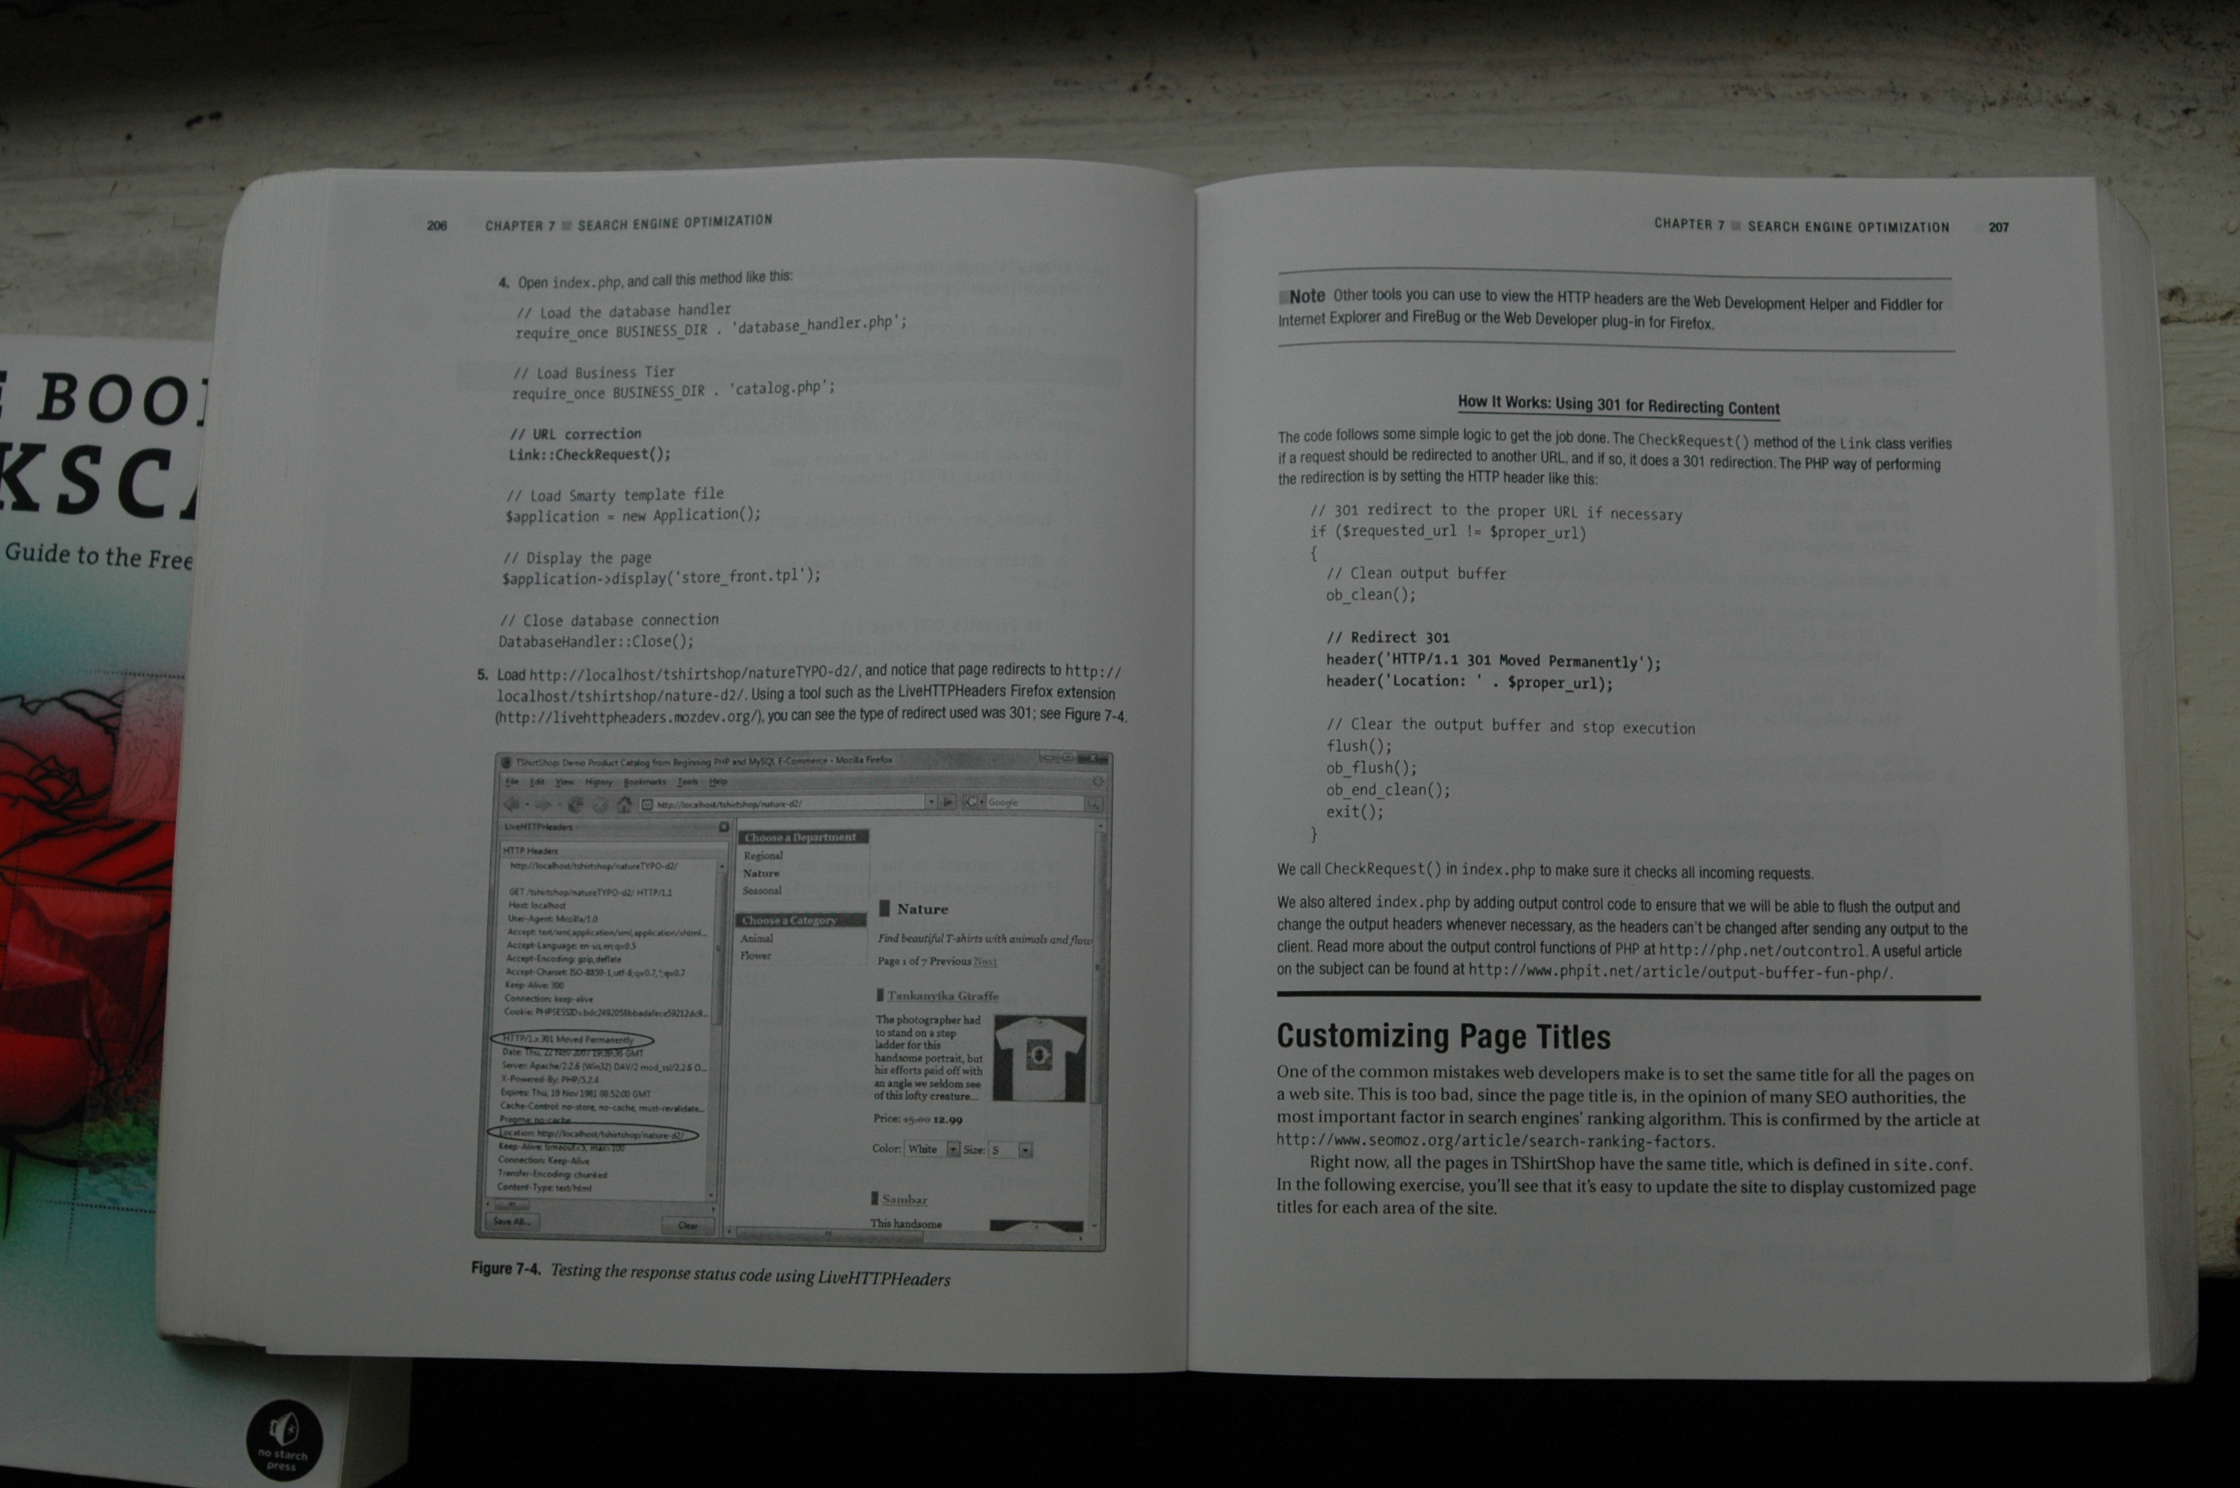 E BOO
KSC
Guide to the Free
no starch
press
206 CHAPTER 7 SEARCH ENGINE OPTIMIZATION
4. Open index.php, and call this method like this:
// Load the database handler
require_once BUSINESS_DIR . 'database_handler.php';
// Load Business Tier
require_once BUSINESS_DIR . 'catalog.php';
// URL correction
Link::CheckRequest();
// Load Smarty template file
$application = new Application();
// Display the page
$application->display('store_front.tpl');
// Close database connection
DatabaseHandler::Close();
5. Load http://localhost/tshirtshop/natureTYPO-d2/, and notice that page redirects to http://
localhost/tshirtshop/nature-d2/. Using a tool such as the LiveHTTPHeaders Firefox extension
(http://livehttpheaders.mozdev.org/), you can see the type of redirect used was 301; see Figure 7-4.
TShirtShop: Demo Product Catalog from Beginning PHP and MySQL E-Commerce - Mozilla Firefox
File Edit View History Bookmarks Tools Help
http://localhost/tshirtshop/nature-d2/ Google
LiveHTTPHeaders
HTTP Headers
http://localhost/tshirtshop/natureTYPO-d2/
GET /tshirtshop/natureTYPO-d2/ HTTP/1.1
Host: localhost
User-Agent: Mozilla/1.0
Accept: text/xml,application/xml,application/xhtml...
Accept-Language: en-us,en;q=0.5
Accept-Encoding: gzip,deflate
Accept-Charset: ISO-8859-1,utf-8;q=0.7,*;q=0.7
Keep-Alive: 300
Connection: keep-alive
Cookie:
HTTP/1.x 301 Moved Permanently
Date: Thu, 22 Nov 2007 GMT
Server: Apache/2.2.6 (Win32) DAV/2 mod_ssl/2.2.6 O...
X-Powered-By: PHP/5.2.4
Expires: Thu, 19 Nov 1981 08:52:00 GMT
Cache-Control: no-store, no-cache, must-revalidate...
Pragma: no-cache
Location: http://localhost/tshirtshop/nature-d2/
Keep-Alive: timeout=5, max=100
Connection: Keep-Alive
Transfer-Encoding: chunked
Content-Type: text/html
Save All... Clear
Choose a Department
Regional
Nature
Seasonal
Choose a Category
Animal
Flower
Nature
Find beautiful T-shirts with animals and flow
Page 1 of 7 Previous Next
Tankanyika Giraffe
The photographer had
to stand on a step
ladder for this
handsome portrait, but
his efforts paid off with
an angle we seldom see
of this lofty creature...
Price: 15.00 12.99
Color: White Size: S
Sambar
This handsome
Figure 7-4. Testing the response status code using LiveHTTPHeaders
CHAPTER 7 SEARCH ENGINE OPTIMIZATION 207
Note Other tools you can use to view the HTTP headers are the Web Development Helper and Fiddler for
Internet Explorer and FireBug or the Web Developer plug-in for Firefox.
How It Works: Using 301 for Redirecting Content
The code follows some simple logic to get the job done. The CheckRequest() method of the Link class verifies
if a request should be redirected to another URL, and if so, it does a 301 redirection. The PHP way of performing
the redirection is by setting the HTTP header like this:
// 301 redirect to the proper URL if necessary
if ($requested_url != $proper_url)
{
// Clean output buffer
ob_clean();
// Redirect 301
header('HTTP/1.1 301 Moved Permanently');
header('Location: ' . $proper_url);
// Clear the output buffer and stop execution
flush();
ob_flush();
ob_end_clean();
exit();
}
We call CheckRequest() in index.php to make sure it checks all incoming requests.
We also altered index.php by adding output control code to ensure that we will be able to flush the output and
change the output headers whenever necessary, as the headers can't be changed after sending any output to the
client. Read more about the output control functions of PHP at http://php.net/outcontrol. A useful article
on the subject can be found at http://www.phpit.net/article/output-buffer-fun-php/.
Customizing Page Titles
One of the common mistakes web developers make is to set the same title for all the pages on
a web site. This is too bad, since the page title is, in the opinion of many SEO authorities, the
most important factor in search engines' ranking algorithm. This is confirmed by the article at
http://www.seomoz.org/article/search-ranking-factors.
Right now, all the pages in TShirtShop have the same title, which is defined in site.conf.
In the following exercise, you'll see that it's easy to update the site to display customized page
titles for each area of the site.